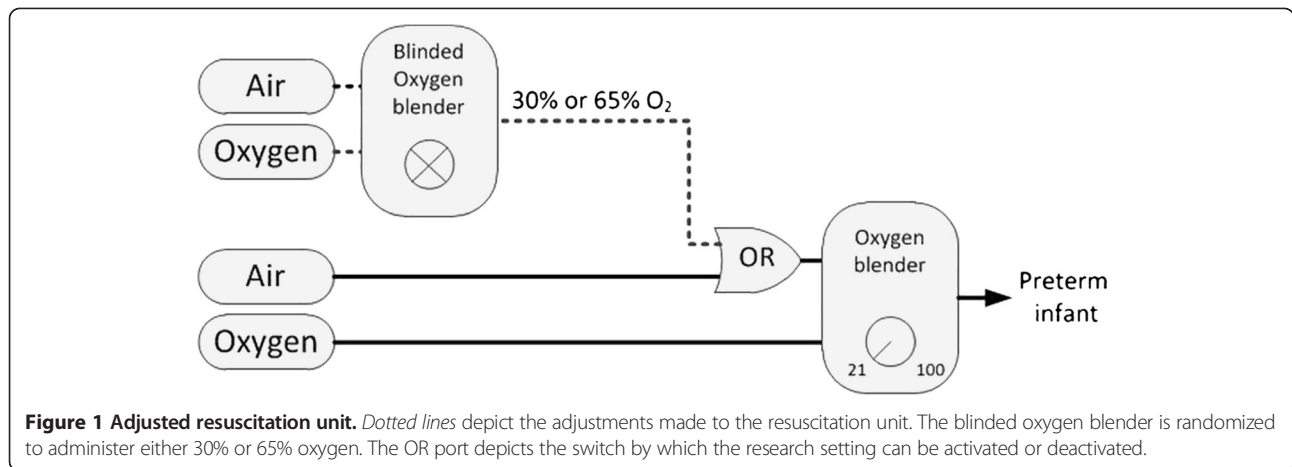 Air
Oxygen
Blinded
Oxygen
blender
30% or 65% O₂
Air
Oxygen
OR
Oxygen
blender
21 100
Preterm
infant
Figure 1 Adjusted resuscitation unit. Dotted lines depict the adjustments made to the resuscitation unit. The blinded oxygen blender is randomized
to administer either 30% or 65% oxygen. The OR port depicts the switch by which the research setting can be activated or deactivated.